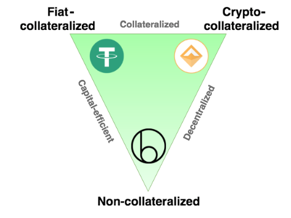 Fiat-
collateralized
Crypto-
collateralized
Collateralized
Capital-efficient
Decentralized
Non-collateralized